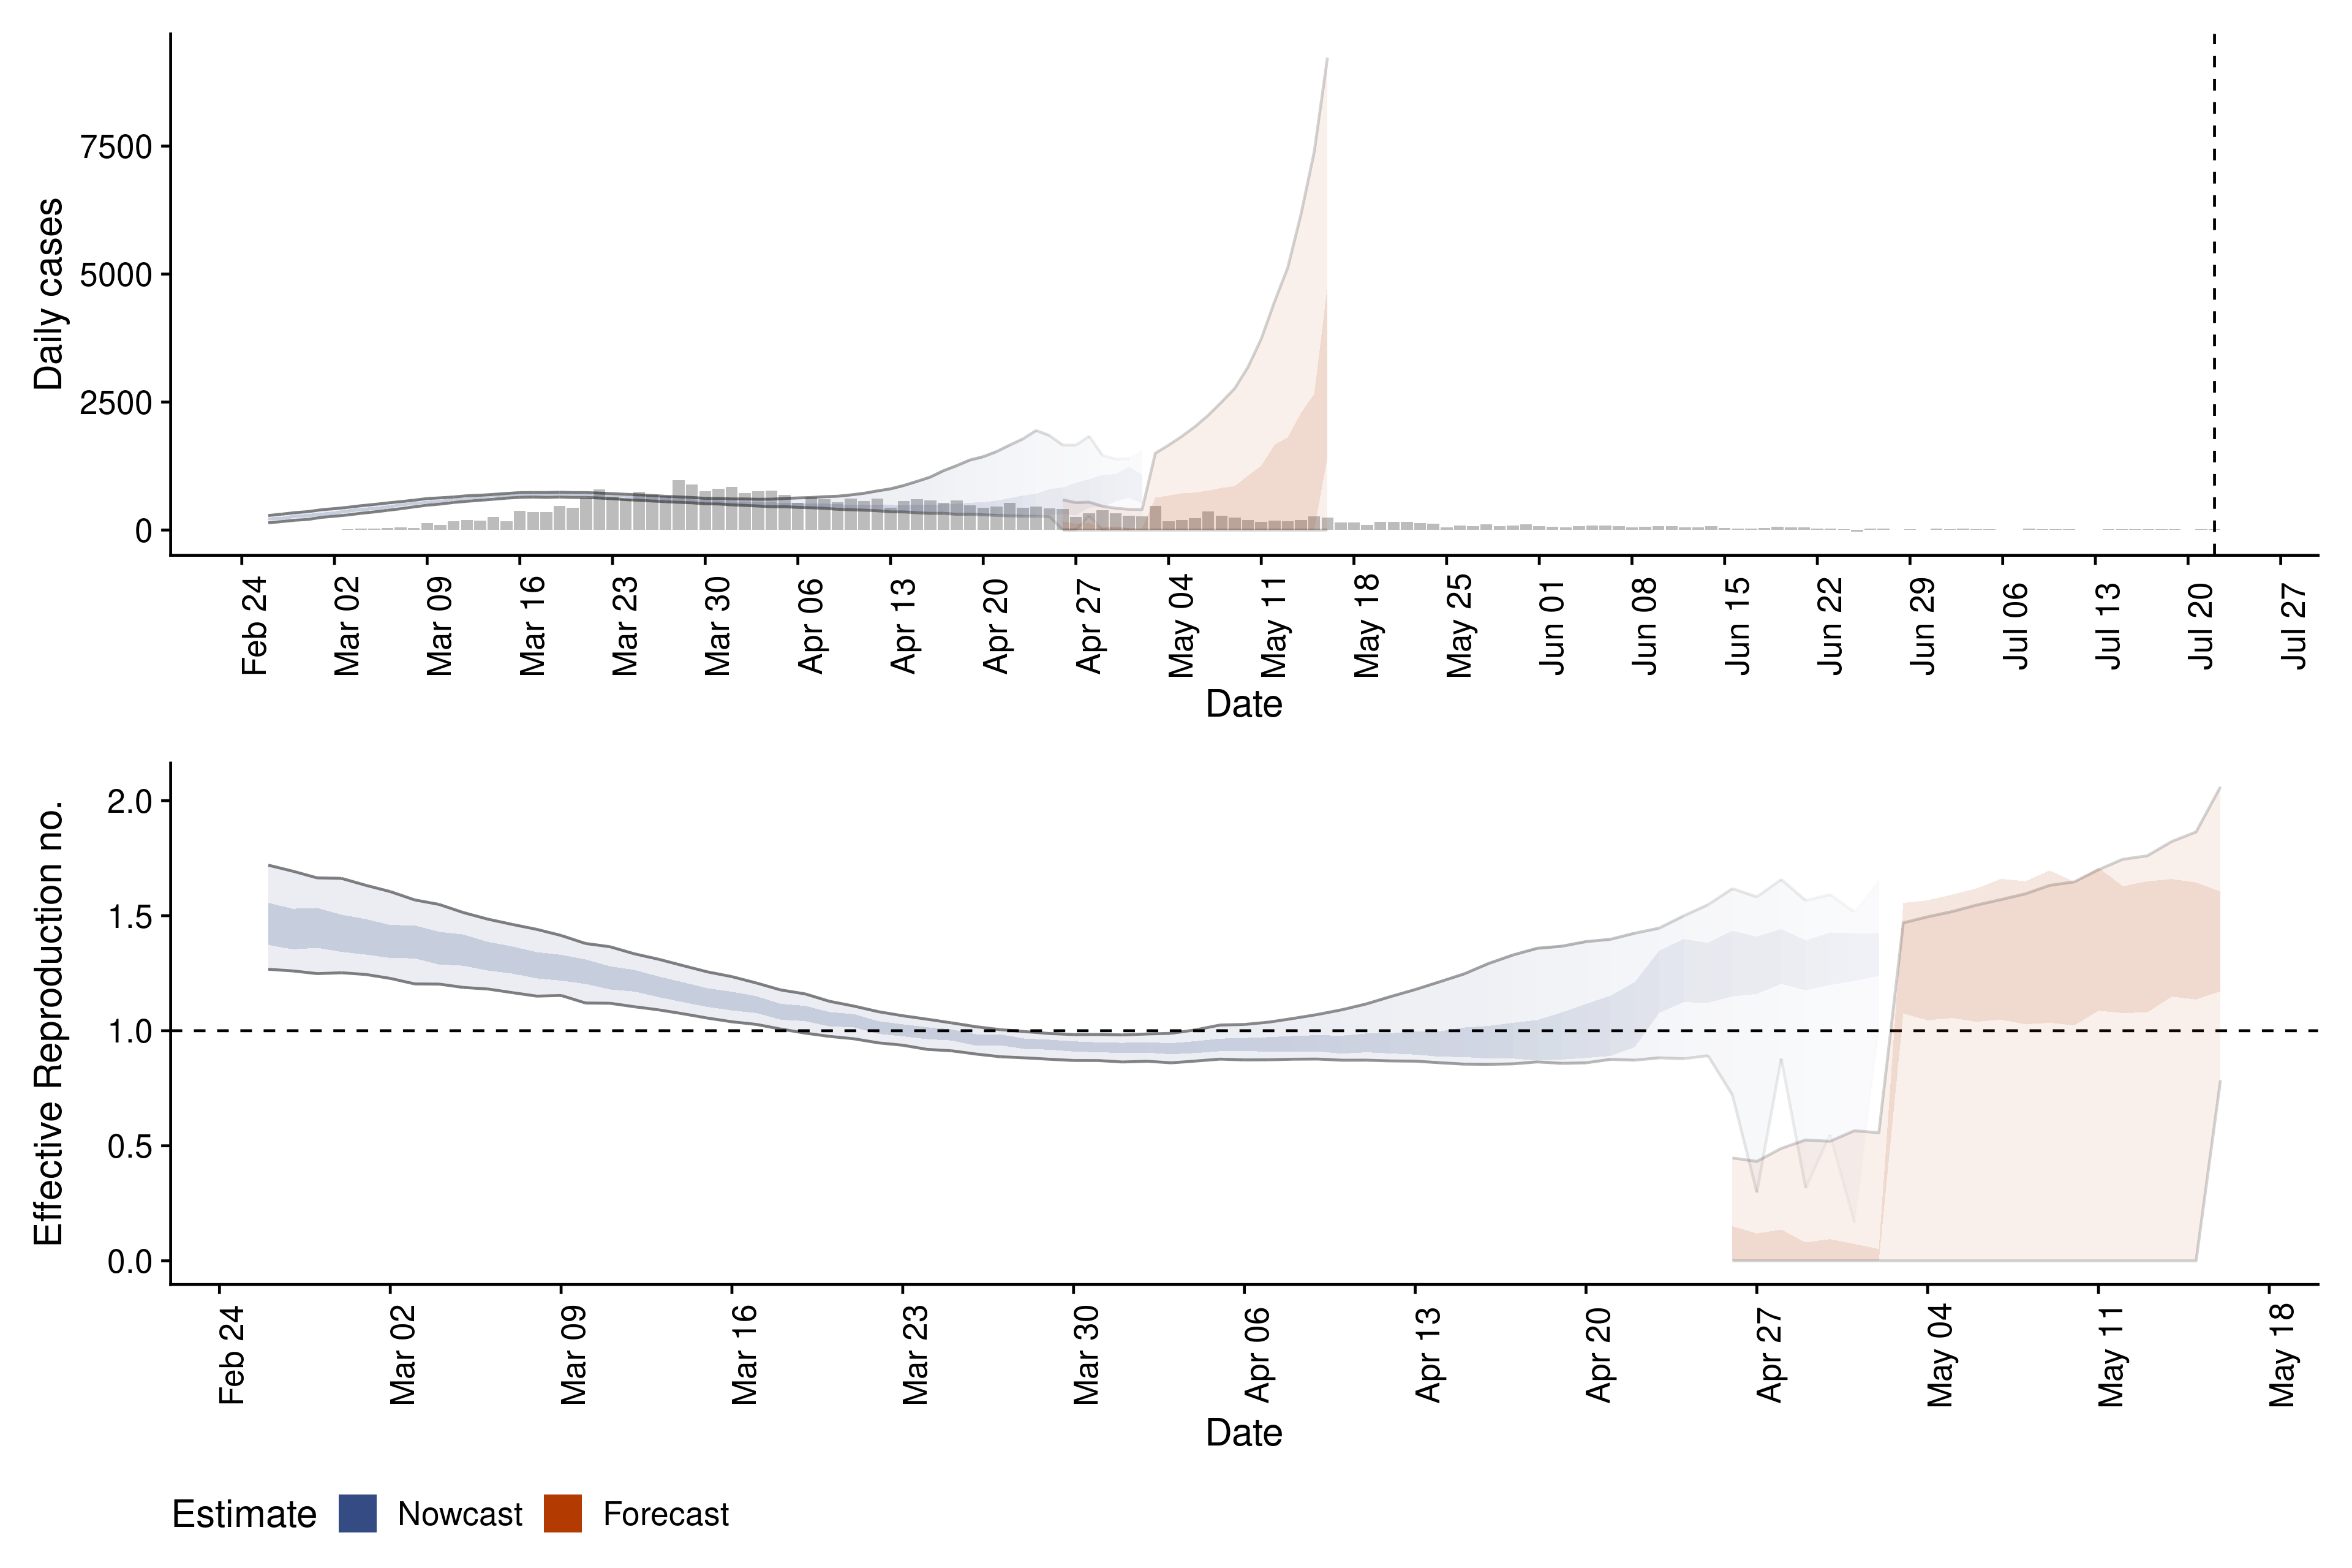 Daily cases
7500
5000
2500
0
Feb 24
Mar 02
Mar 09
Mar 16
Mar 23
Mar 30
Apr 06
Apr 13
Apr 20
Apr 27
May 04
May 11
May 18
May 25
Jun 01
Jun 08
Jun 15
Jun 22
Jun 29
Jul 06
Jul 13
Jul 20
Jul 27
Date
Effective Reproduction no.
2.0
1.5
1.0
0.5
0.0
Feb 24
Mar 02
Mar 09
Mar 16
Mar 23
Mar 30
Apr 06
Apr 13
Apr 20
Apr 27
May 04
May 11
May 18
Date
Estimate Nowcast Forecast